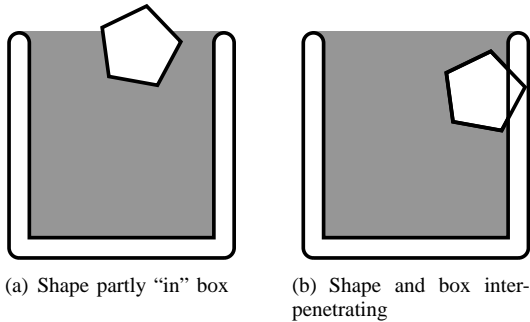 (a) Shape partly “in” box
(b) Shape and box inter-
penetrating